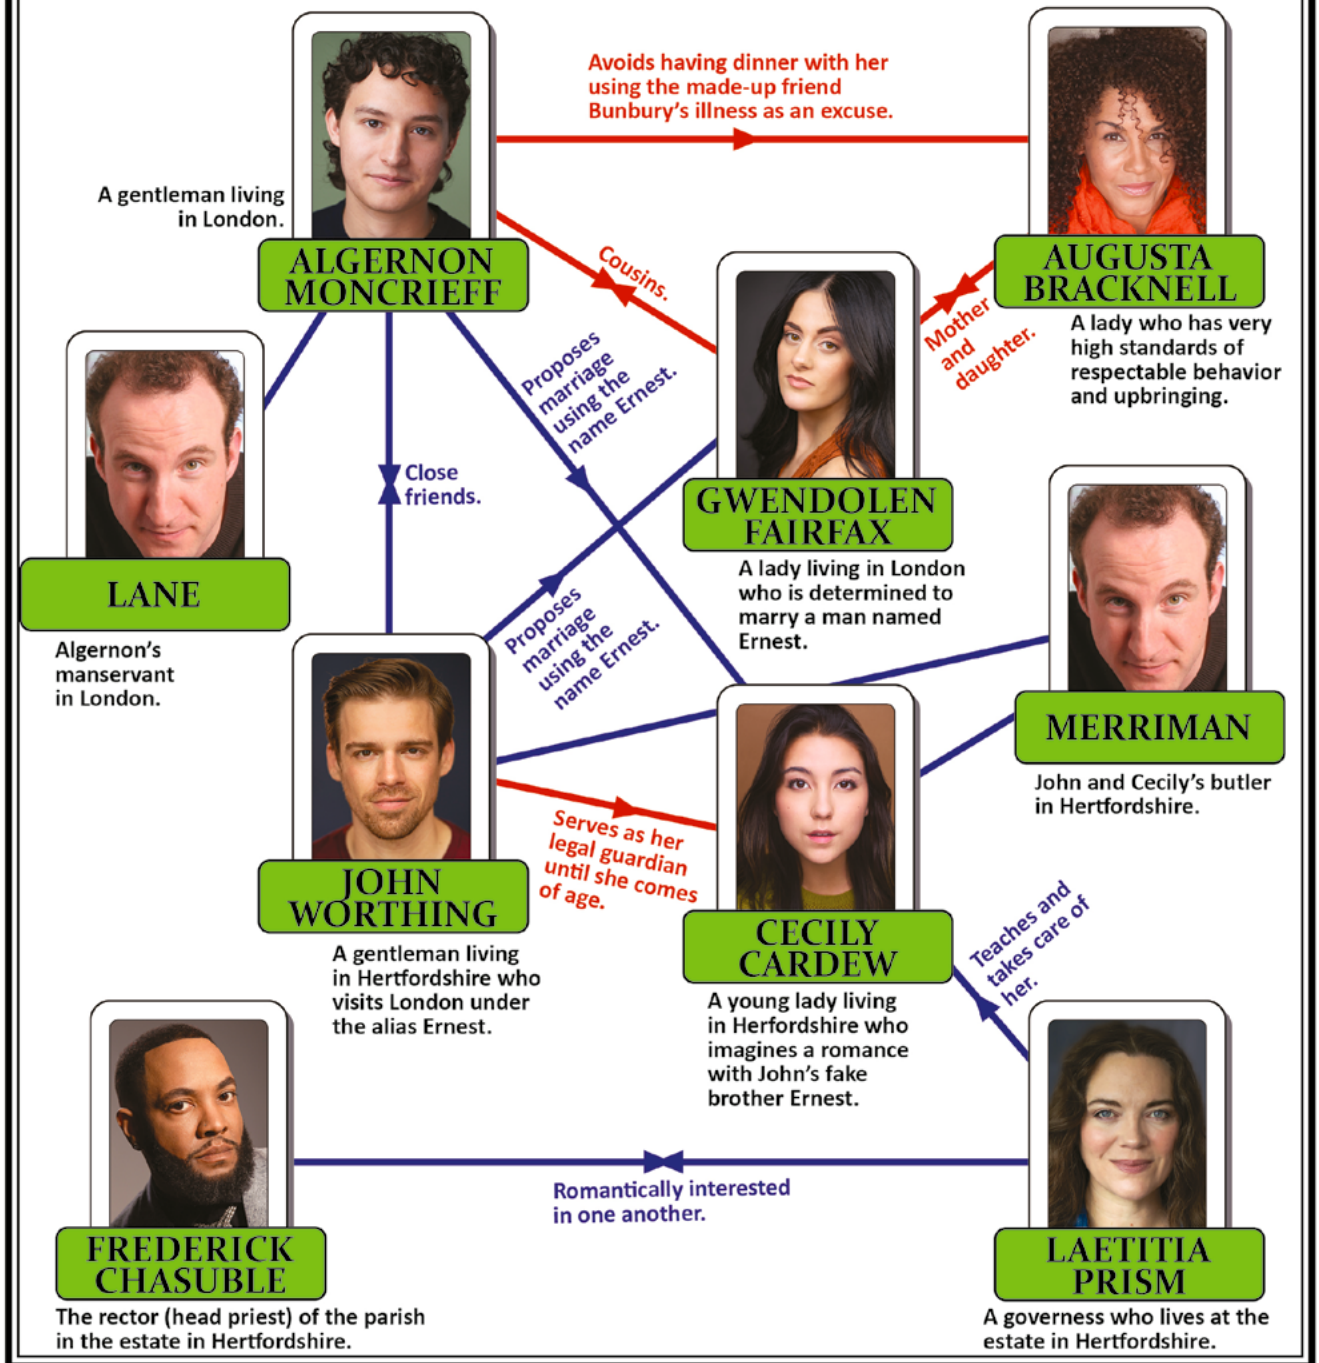 Avoids having dinner with her
using the made-up friend
Bunbury's illness as an excuse.
A gentleman living
in London.
ALGERNON
MONCRIEFF
AUGUSTA
BRACKNELL
A lady who has very
high standards of
respectable behavior
and upbringing.
Cousins.
Mother
and
daughter.
Proposes
marriage
using the
name Ernest.
Close
friends.
GWENDOLEN
FAIRFAX
A lady living in London
who is determined to
marry a man named
Ernest.
LANE
Algernon's
manservant
in London.
Proposes
marriage
using the
name Ernest.
MERRIMAN
John and Cecily's butler
in Hertfordshire.
Serves as her
legal guardian
until she comes
of age.
JOHN
WORTHING
A gentleman living
in Hertfordshire who
visits London under
the alias Ernest.
CECILY
CARDEW
A young lady living
in Herfordshire who
imagines a romance
with John's fake
brother Ernest.
Teaches and
takes care of
her.
Romantically interested
in one another.
FREDERICK
CHASUBLE
The rector (head priest) of the parish
in the estate in Hertfordshire.
LAETITIA
PRISM
A governess who lives at the
estate in Hertfordshire.